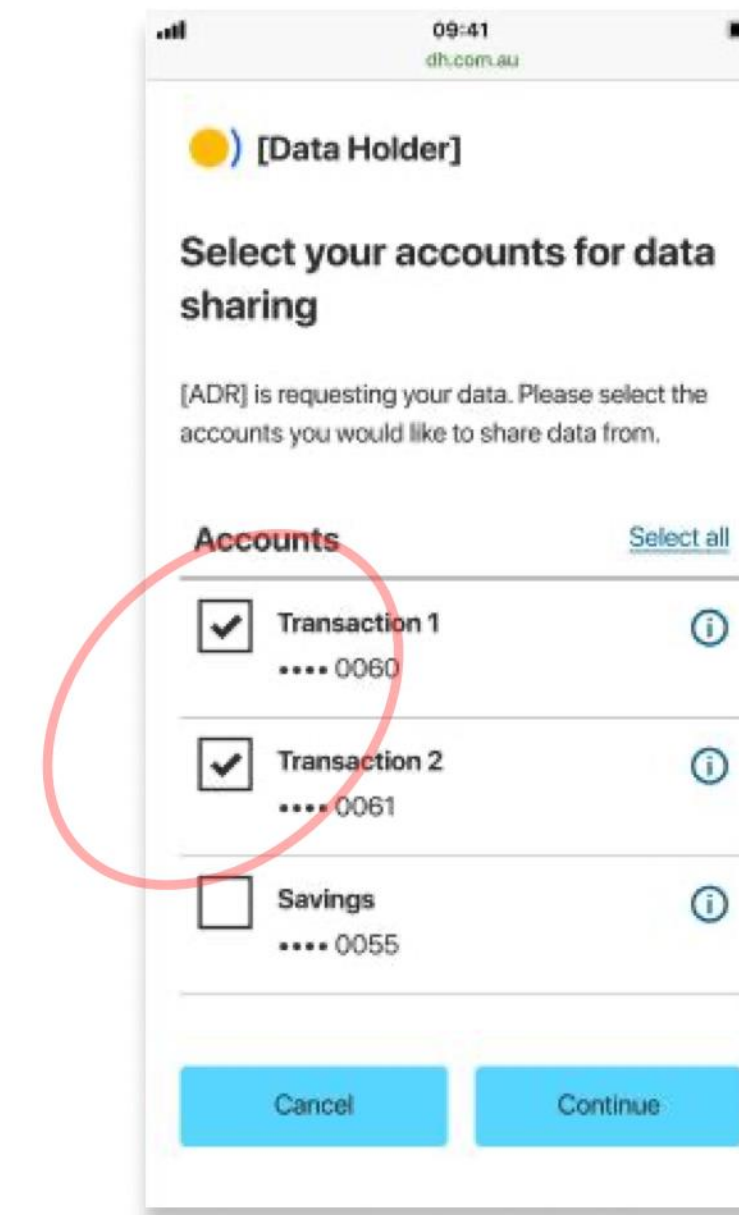 09:41
dh.com.au
[Data Holder]
Select your accounts for data
sharing
[ADR] is requesting your data. Please select the
accounts you would like to share data from.
Accounts Select all
Transaction 1
•••• 0060
Transaction 2
•••• 0061
Savings
•••• 0055
Cancel Continue